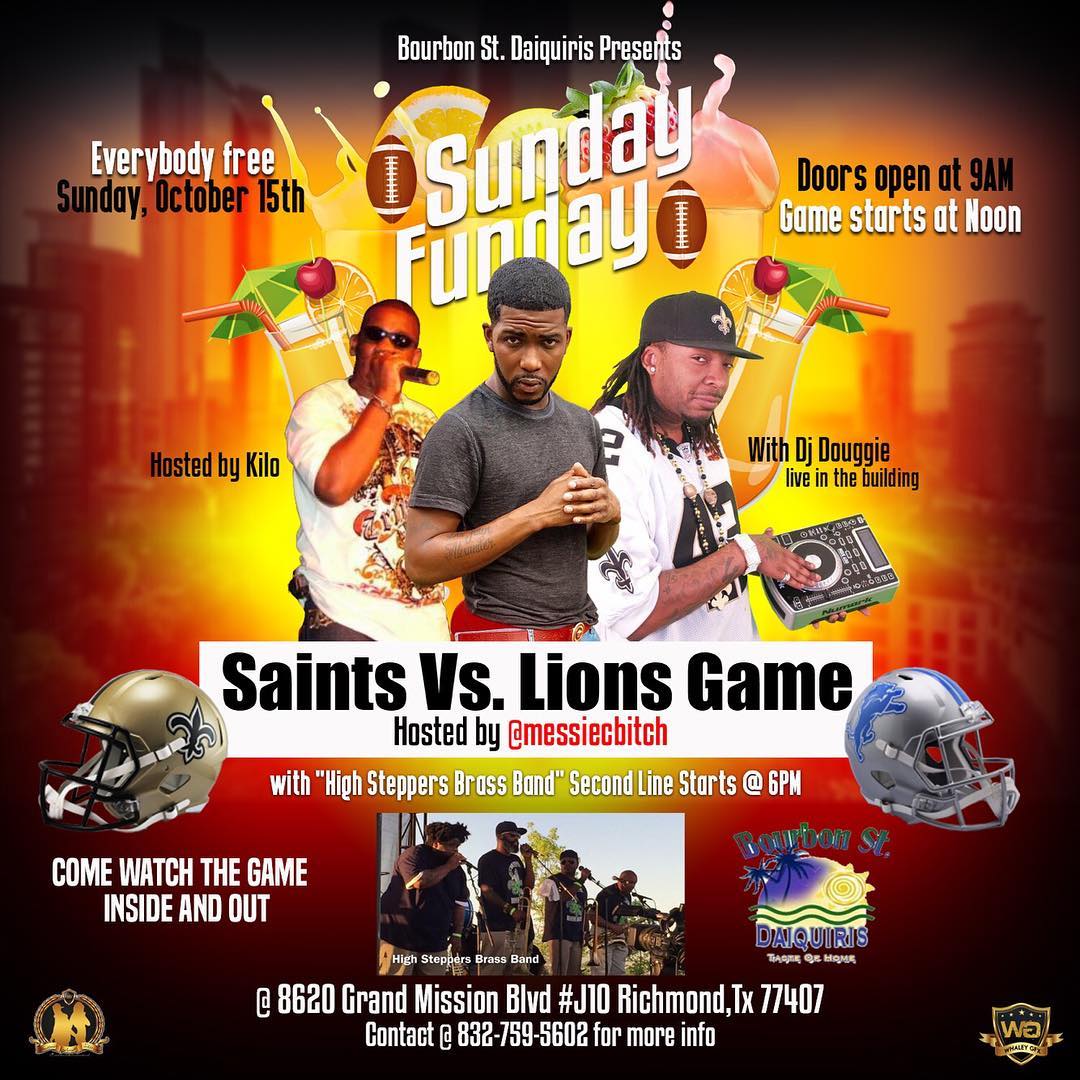 Bourbon St. Daiquiris Presents
Sunday
Funday
Everybody free
Sunday, October 15th
Doors open at 9AM
Game starts at Noon
Hosted by Kilo
With Dj Douggie
live in the building
Numark
Saints Vs. Lions Game
Hosted by @messiecbitch
with "High Steppers Brass Band" Second Line Starts @ 6PM
COME WATCH THE GAME
INSIDE AND OUT
High Steppers Brass Band
Bourbon St.
DAIQUIRIS
TASTE OF HOME
@ 8620 Grand Mission Blvd #J10 Richmond,Tx 77407
Contact @ 832-759-5602 for more info
WG
WHALEY GFX